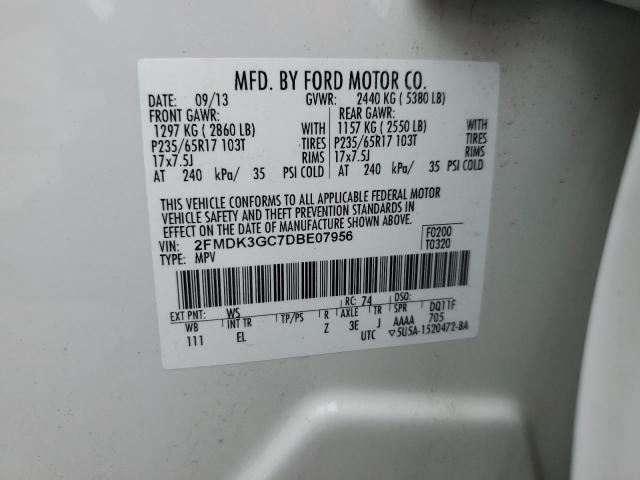 MFD. BY FORD MOTOR CO.
DATE: 09/13 GVWR: 2440 KG ( 5380 LB)
FRONT GAWR: REAR GAWR:
1297 KG ( 2860 LB) WITH 1157 KG ( 2550 LB) WITH
P235/65R17 103T TIRES P235/65R17 103T TIRES
17x7.5J RIMS 17x7.5J RIMS
AT 240 kPa/ 35 PSI COLD AT 240 kPa/ 35 PSI COLD
THIS VEHICLE CONFORMS TO ALL APPLICABLE FEDERAL MOTOR
VEHICLE SAFETY AND THEFT PREVENTION STANDARDS IN
EFFECT ON THE DATE OF MANUFACTURE SHOWN ABOVE.
VIN: 2FMDK3GC7DBE07956 F0200
TYPE: MPV T0320
EXT PNT: WS RC: 74 DSO:
WB INT TR TP/PS R AXLE TR SPR DQ11F
111 EL Z 3E J AAAA 705
UTC ▽5U5A-1520472-BA